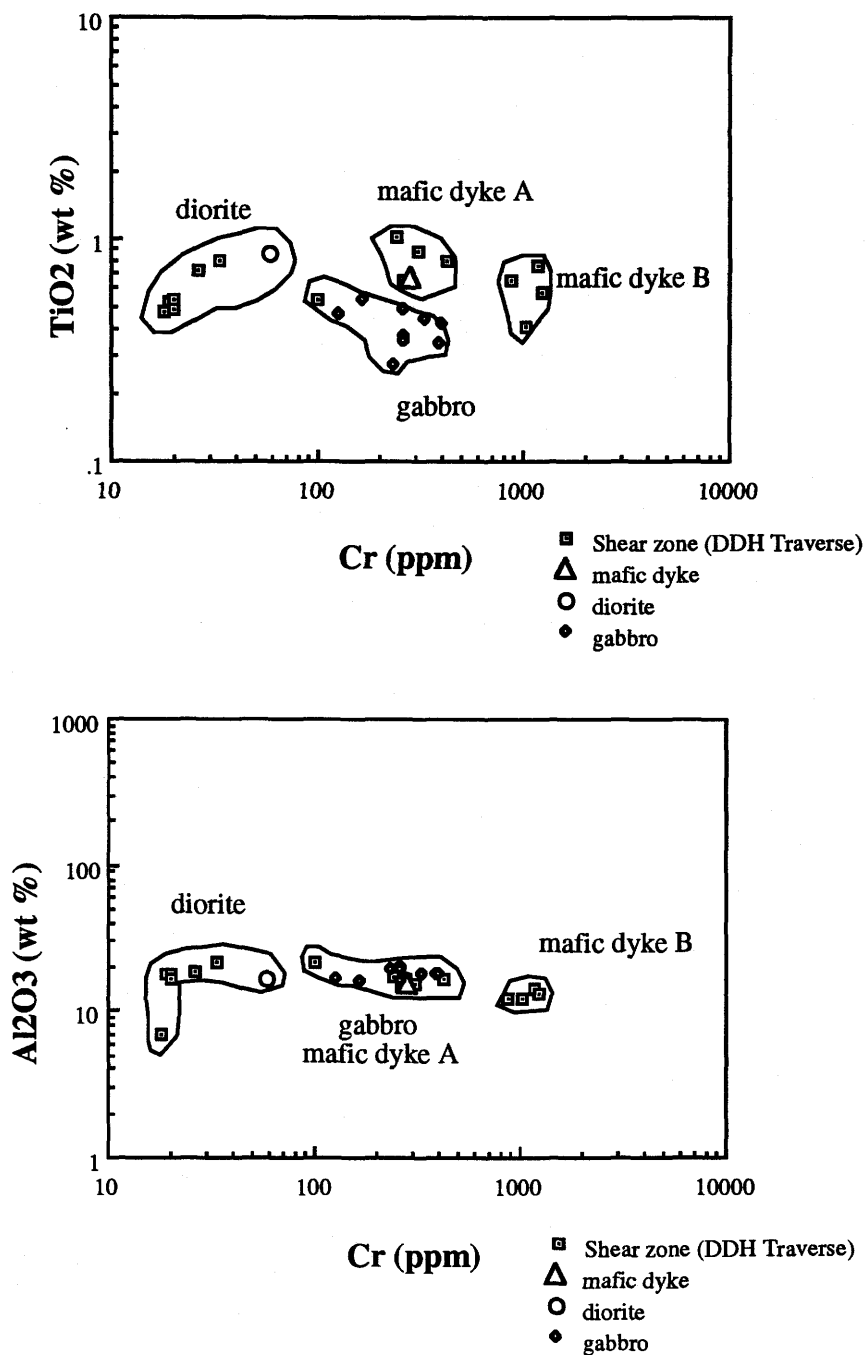 10
diorite
mafic dyke A
1
mafic dyke B
TiO2 (wt %)
gabbro
.1
10
100
1000
10000
Cr (ppm)
Shear zone (DDH Traverse)
mafic dyke
diorite
gabbro
1000
100
diorite
mafic dyke B
Al2O3 (wt %)
10
gabbro
mafic dyke A
1
10
100
1000
10000
Cr (ppm)
Shear zone (DDH Traverse)
mafic dyke
diorite
gabbro